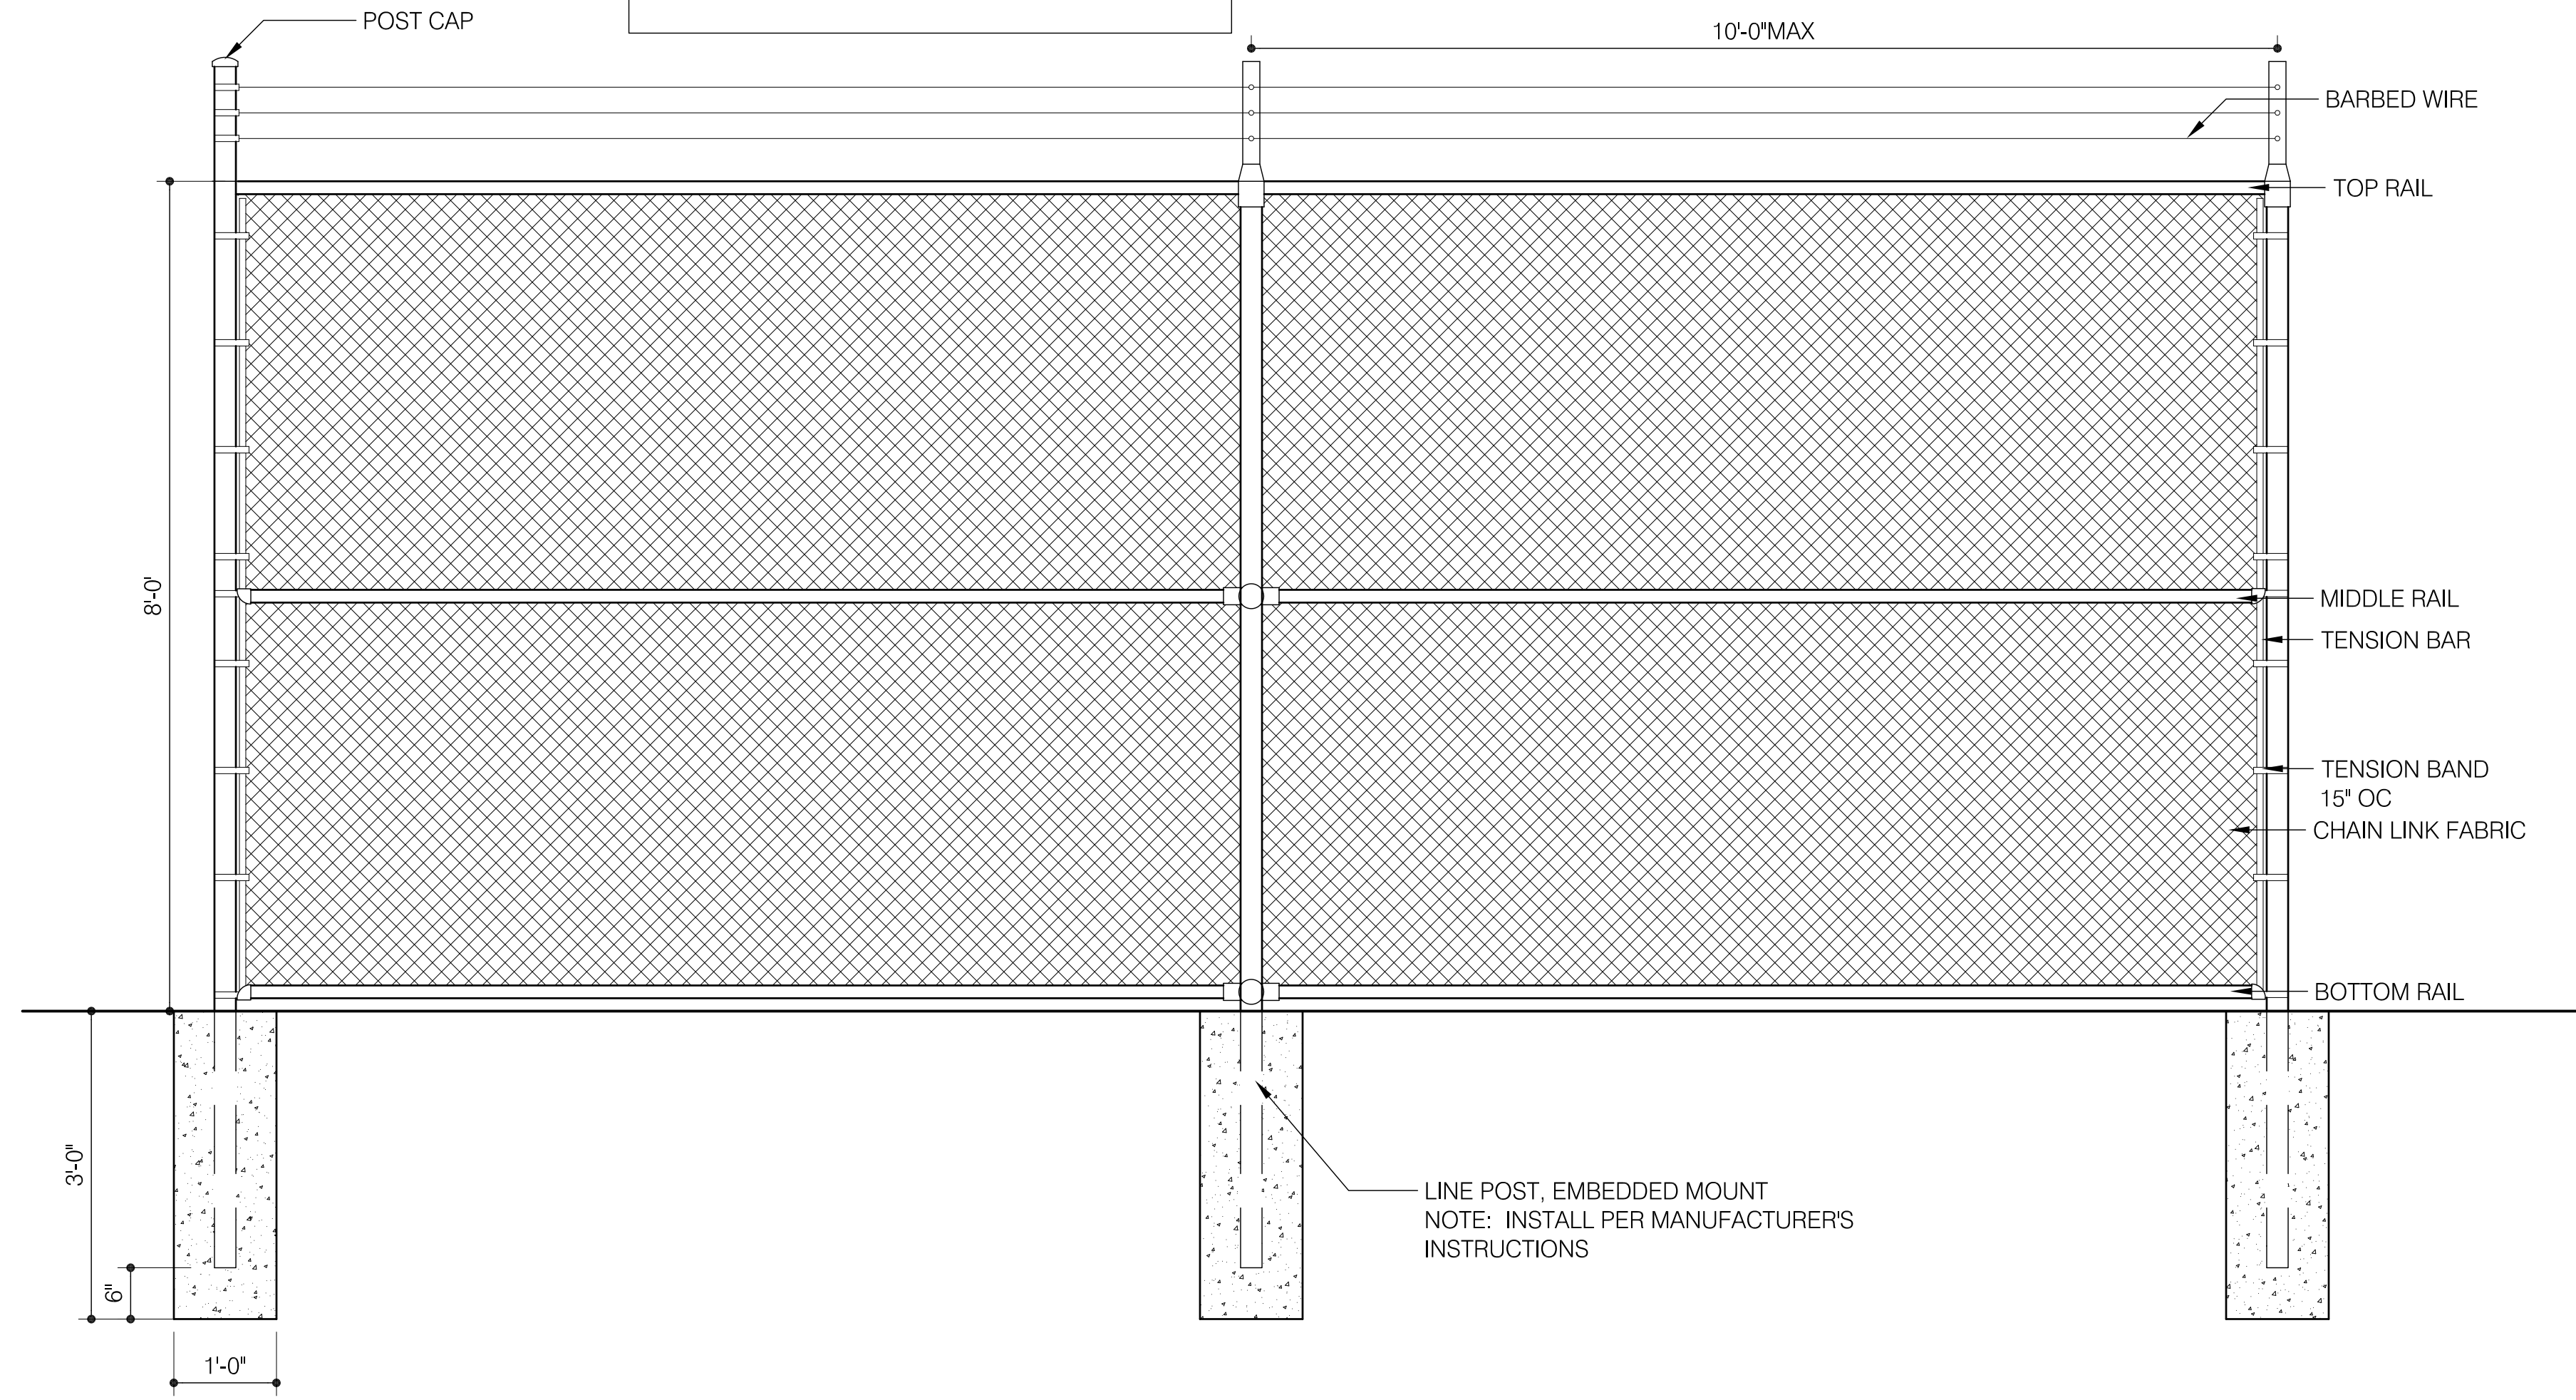 POST CAP
10'-0"MAX
BARBED WIRE
TOP RAIL
8'-0'
MIDDLE RAIL
TENSION BAR
TENSION BAND
15" OC
CHAIN LINK FABRIC
BOTTOM RAIL
3'-0"
LINE POST, EMBEDDED MOUNT
NOTE: INSTALL PER MANUFACTURER'S
INSTRUCTIONS
6"
1'-0"